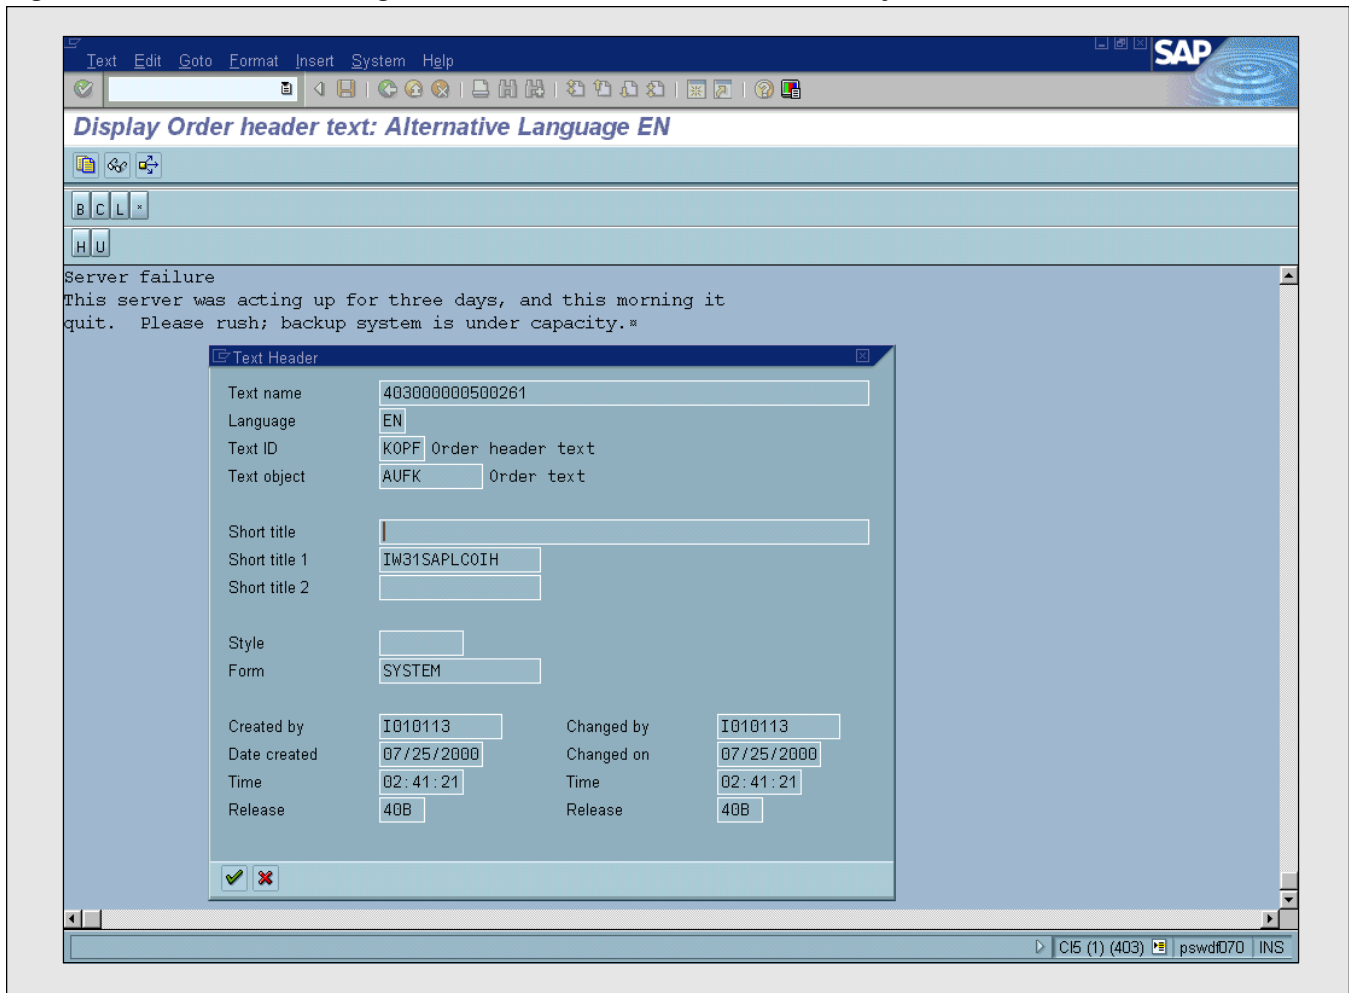 Text Edit Goto Format Insert System Help
SAP
Display Order header text: Alternative Language EN
B C L
H U
Server failure
This server was acting up for three days, and this morning it
quit. Please rush; backup system is under capacity.¤
Text Header
Text name 403000000500261
Language EN
Text ID KOPF Order header text
Text object AUFK Order text
Short title
Short title 1 IW31SAPLCOIH
Short title 2
Style
Form SYSTEM
Created by I010113 Changed by I010113
Date created 07/25/2000 Changed on 07/25/2000
Time 02:41:21 Time 02:41:21
Release 40B Release 40B
CI5 (1) (403) pswdf070 INS